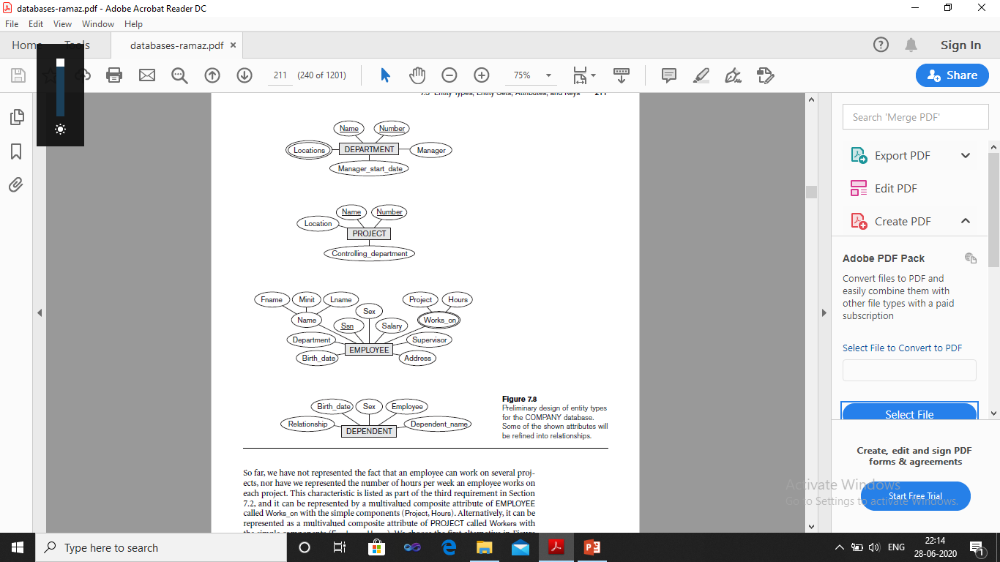 databases-ramaz.pdf - Adobe Acrobat Reader DC
File Edit View Window Help
Home Tools databases-ramaz.pdf × Sign In
211 (240 of 1201) 75% Share
7.3 Entity Types, Entity Sets, Attributes, and Keys 211
Name Number
Locations DEPARTMENT Manager
Manager_start_date
Name Number
Location
PROJECT
Controlling_department
Fname Minit Lname Project Hours
Sex
Name Works_on
Ssn Salary
Department Supervisor
EMPLOYEE
Birth_date Address
Birth_date Sex Employee
Relationship Dependent_name
DEPENDENT
Figure 7.8
Preliminary design of entity types
for the COMPANY database.
Some of the shown attributes will
be refined into relationships.
So far, we have not represented the fact that an employee can work on several proj-
ects, nor have we represented the number of hours per week an employee works on
each project. This characteristic is listed as part of the third requirement in Section
7.2, and it can be represented by a multivalued composite attribute of EMPLOYEE
called Works_on with the simple components (Project, Hours). Alternatively, it can be
represented as a multivalued composite attribute of PROJECT called Workers with
Search 'Merge PDF'
Export PDF
Edit PDF
Create PDF
Adobe PDF Pack
Convert files to PDF and
easily combine them with
other file types with a paid
subscription
Select File to Convert to PDF
Select File
Create, edit and sign PDF
forms & agreements
Start Free Trial
Activate Windows
Go to Settings to activate Windows.
Type here to search
ENG
22:14
28-06-2020
1